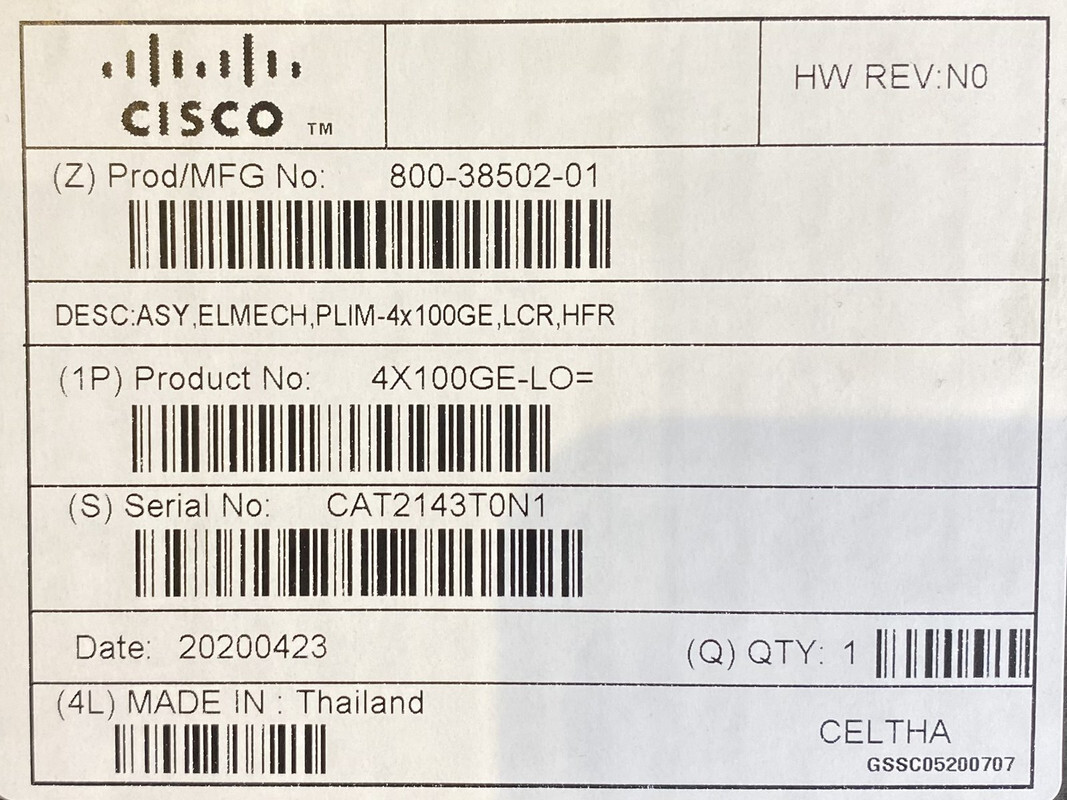 CISCO ™
HW REV:N0
(Z) Prod/MFG No: 800-38502-01
DESC:ASY,ELMECH,PLIM-4x100GE,LCR,HFR
(1P) Product No: 4X100GE-LO=
(S) Serial No: CAT2143T0N1
Date: 20200423
(Q) QTY: 1
(4L) MADE IN : Thailand
CELTHA
GSSC05200707